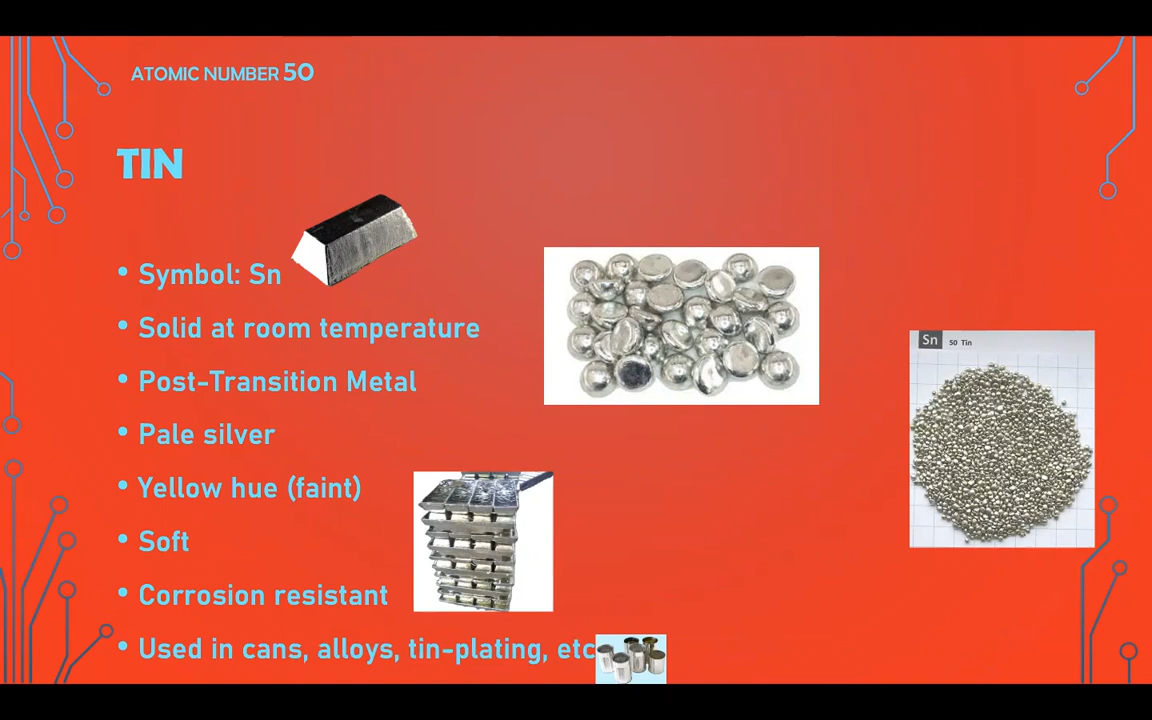 ATOMIC NUMBER 50
TIN
• Symbol: Sn
• Solid at room temperature
• Post-Transition Metal
• Pale silver
• Yellow hue (faint)
• Soft
• Corrosion resistant
• Used in cans, alloys, tin-plating, etc
Sn 50 Tin